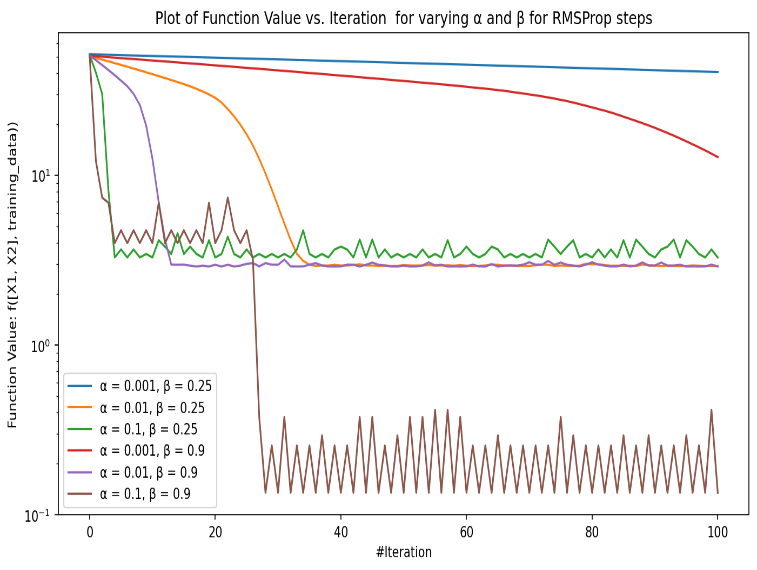 Plot of Function Value vs. Iteration  for varying α and β for RMSProp steps
Function Value: f([X1, X2], training_data))
10¹
10⁰
10⁻¹
α = 0.001, β = 0.25
α = 0.01, β = 0.25
α = 0.1, β = 0.25
α = 0.001, β = 0.9
α = 0.01, β = 0.9
α = 0.1, β = 0.9
0 20 40 60 80 100
#Iteration